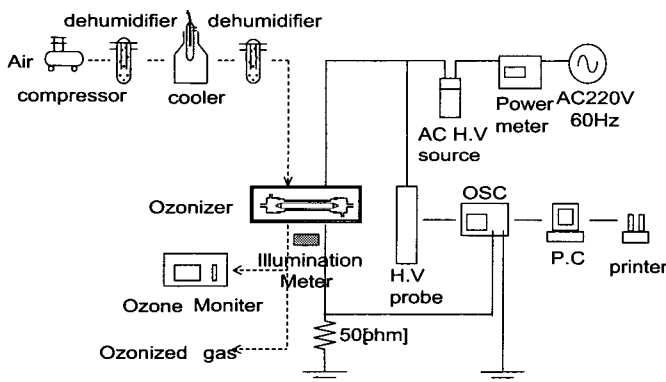 dehumidifier
dehumidifier
Air
compressor
cooler
Power
meter
AC220V
60Hz
AC H.V
source
Ozonizer
OSC
Illumination
Meter
H.V
probe
P.C
printer
Ozone Moniter
50[ohm]
Ozonized gas